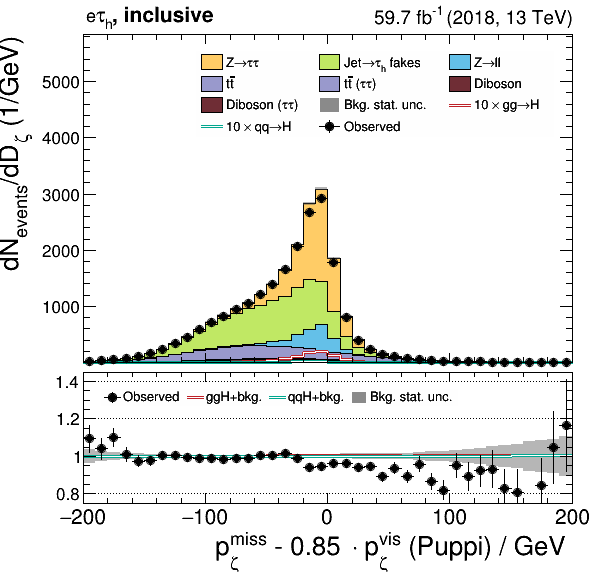 eτh, inclusive 59.7 fb⁻¹ (2018, 13 TeV)
dNevents/dDζ (1/GeV)
5000
4000
3000
2000
1000
Z→ττ Jet→τh fakes Z→ll
tt̄ tt̄ (ττ) Diboson
Diboson (ττ) Bkg. stat. unc. 10 × gg→H
10 × qq→H Observed
1.4
Observed ggH+bkg. qqH+bkg. Bkg. stat. unc.
1.2
1
0.8
−200 −100 0 100 200
pζmiss - 0.85 · pζvis (Puppi) / GeV